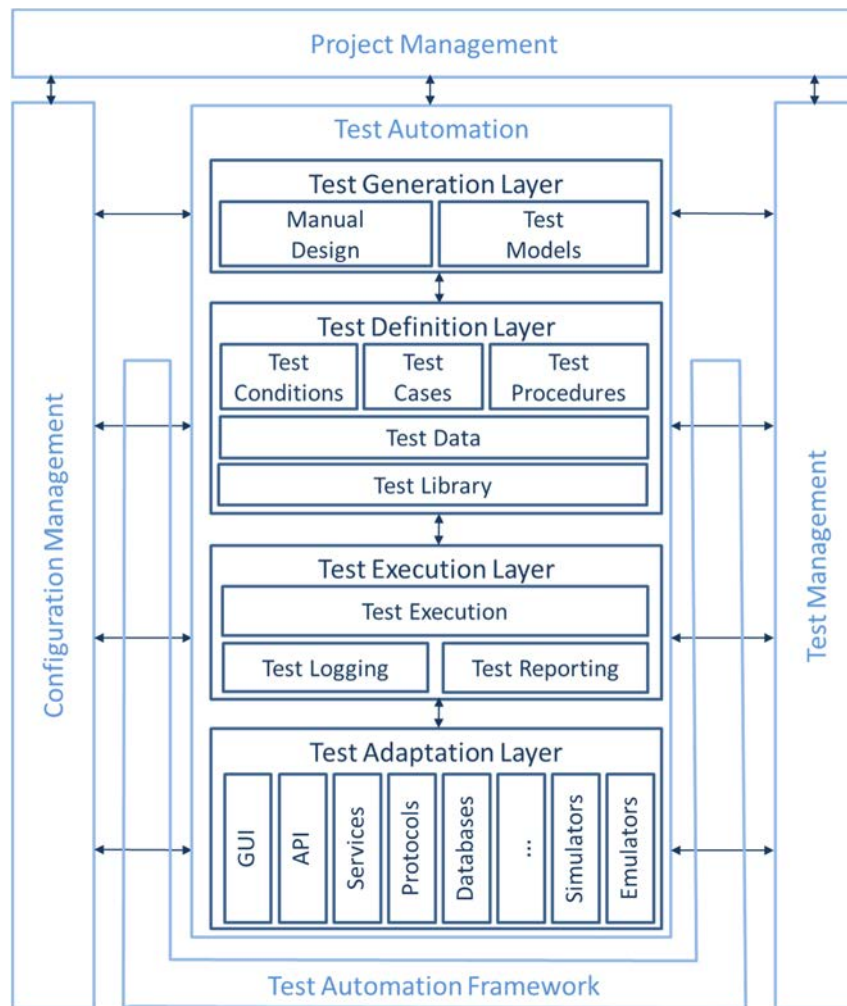 Project Management
Configuration Management
Test Automation
Test Generation Layer
Manual
Design
Test
Models
Test Definition Layer
Test
Conditions
Test
Cases
Test
Procedures
Test Data
Test Library
Test Execution Layer
Test Execution
Test Logging
Test Reporting
Test Adaptation Layer
GUI
API
Services
Protocols
Databases
...
Simulators
Emulators
Test Management
Test Automation Framework